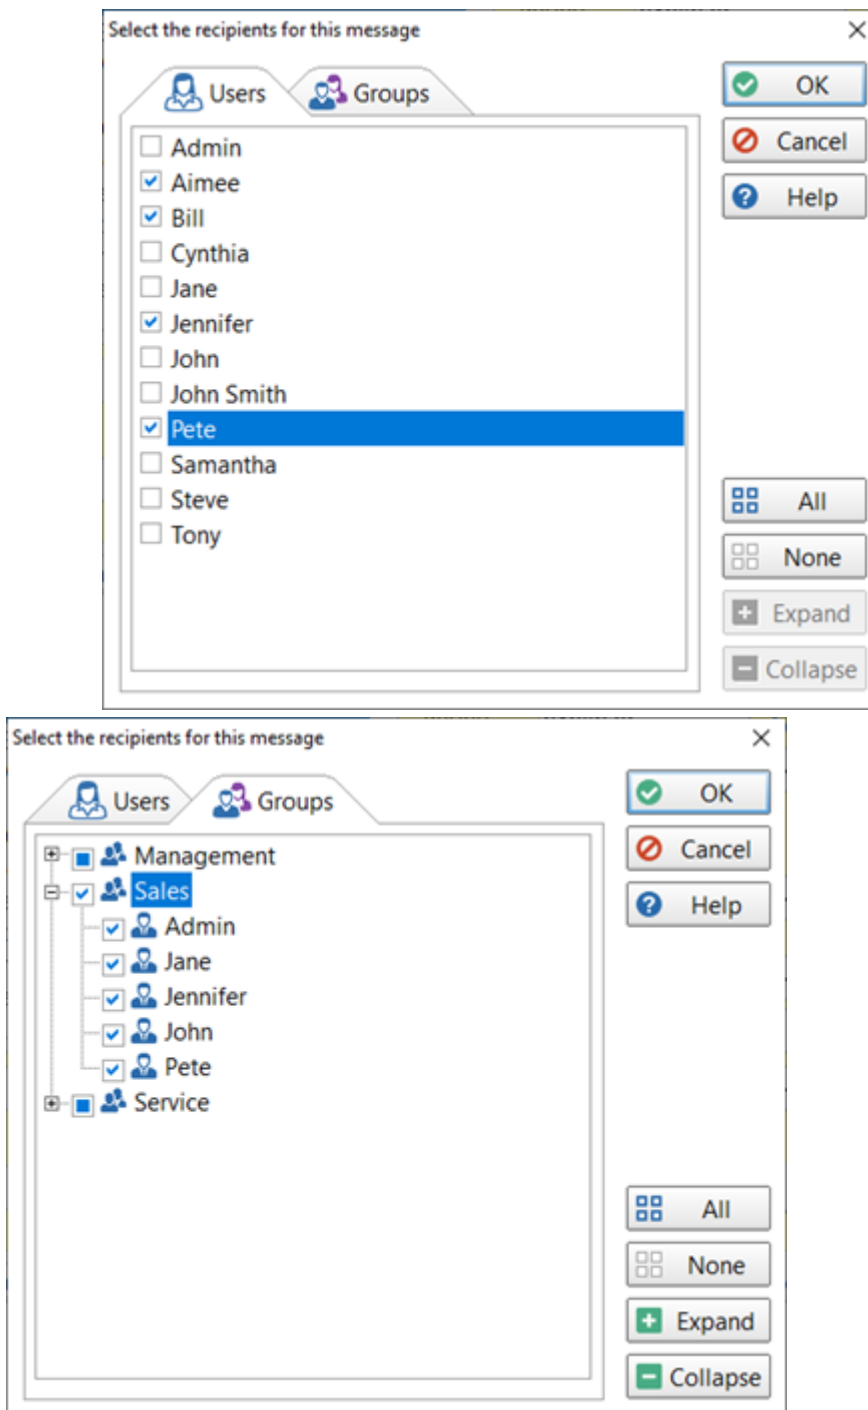 Select the recipients for this message
Users Groups
OK
Cancel
Help
Admin
Aimee
Bill
Cynthia
Jane
Jennifer
John
John Smith
Pete
Samantha
Steve
Tony
All
None
Expand
Collapse
Select the recipients for this message
Users Groups
OK
Cancel
Help
Management
Sales
Admin
Jane
Jennifer
John
Pete
Service
All
None
Expand
Collapse